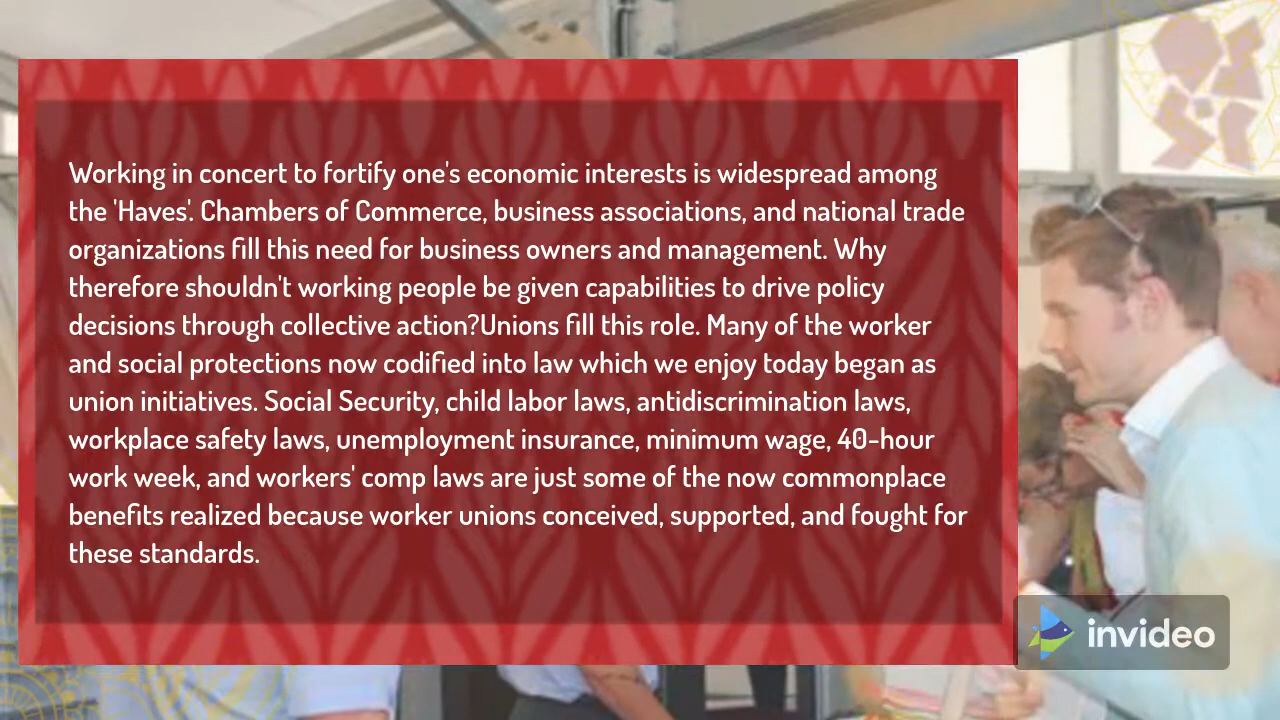 Working in concert to fortify one's economic interests is widespread among
the 'Haves'. Chambers of Commerce, business associations, and national trade
organizations fill this need for business owners and management. Why
therefore shouldn't working people be given capabilities to drive policy
decisions through collective action?Unions fill this role. Many of the worker
and social protections now codified into law which we enjoy today began as
union initiatives. Social Security, child labor laws, antidiscrimination laws,
workplace safety laws, unemployment insurance, minimum wage, 40-hour
work week, and workers' comp laws are just some of the now commonplace
benefits realized because worker unions conceived, supported, and fought for
these standards.
invideo